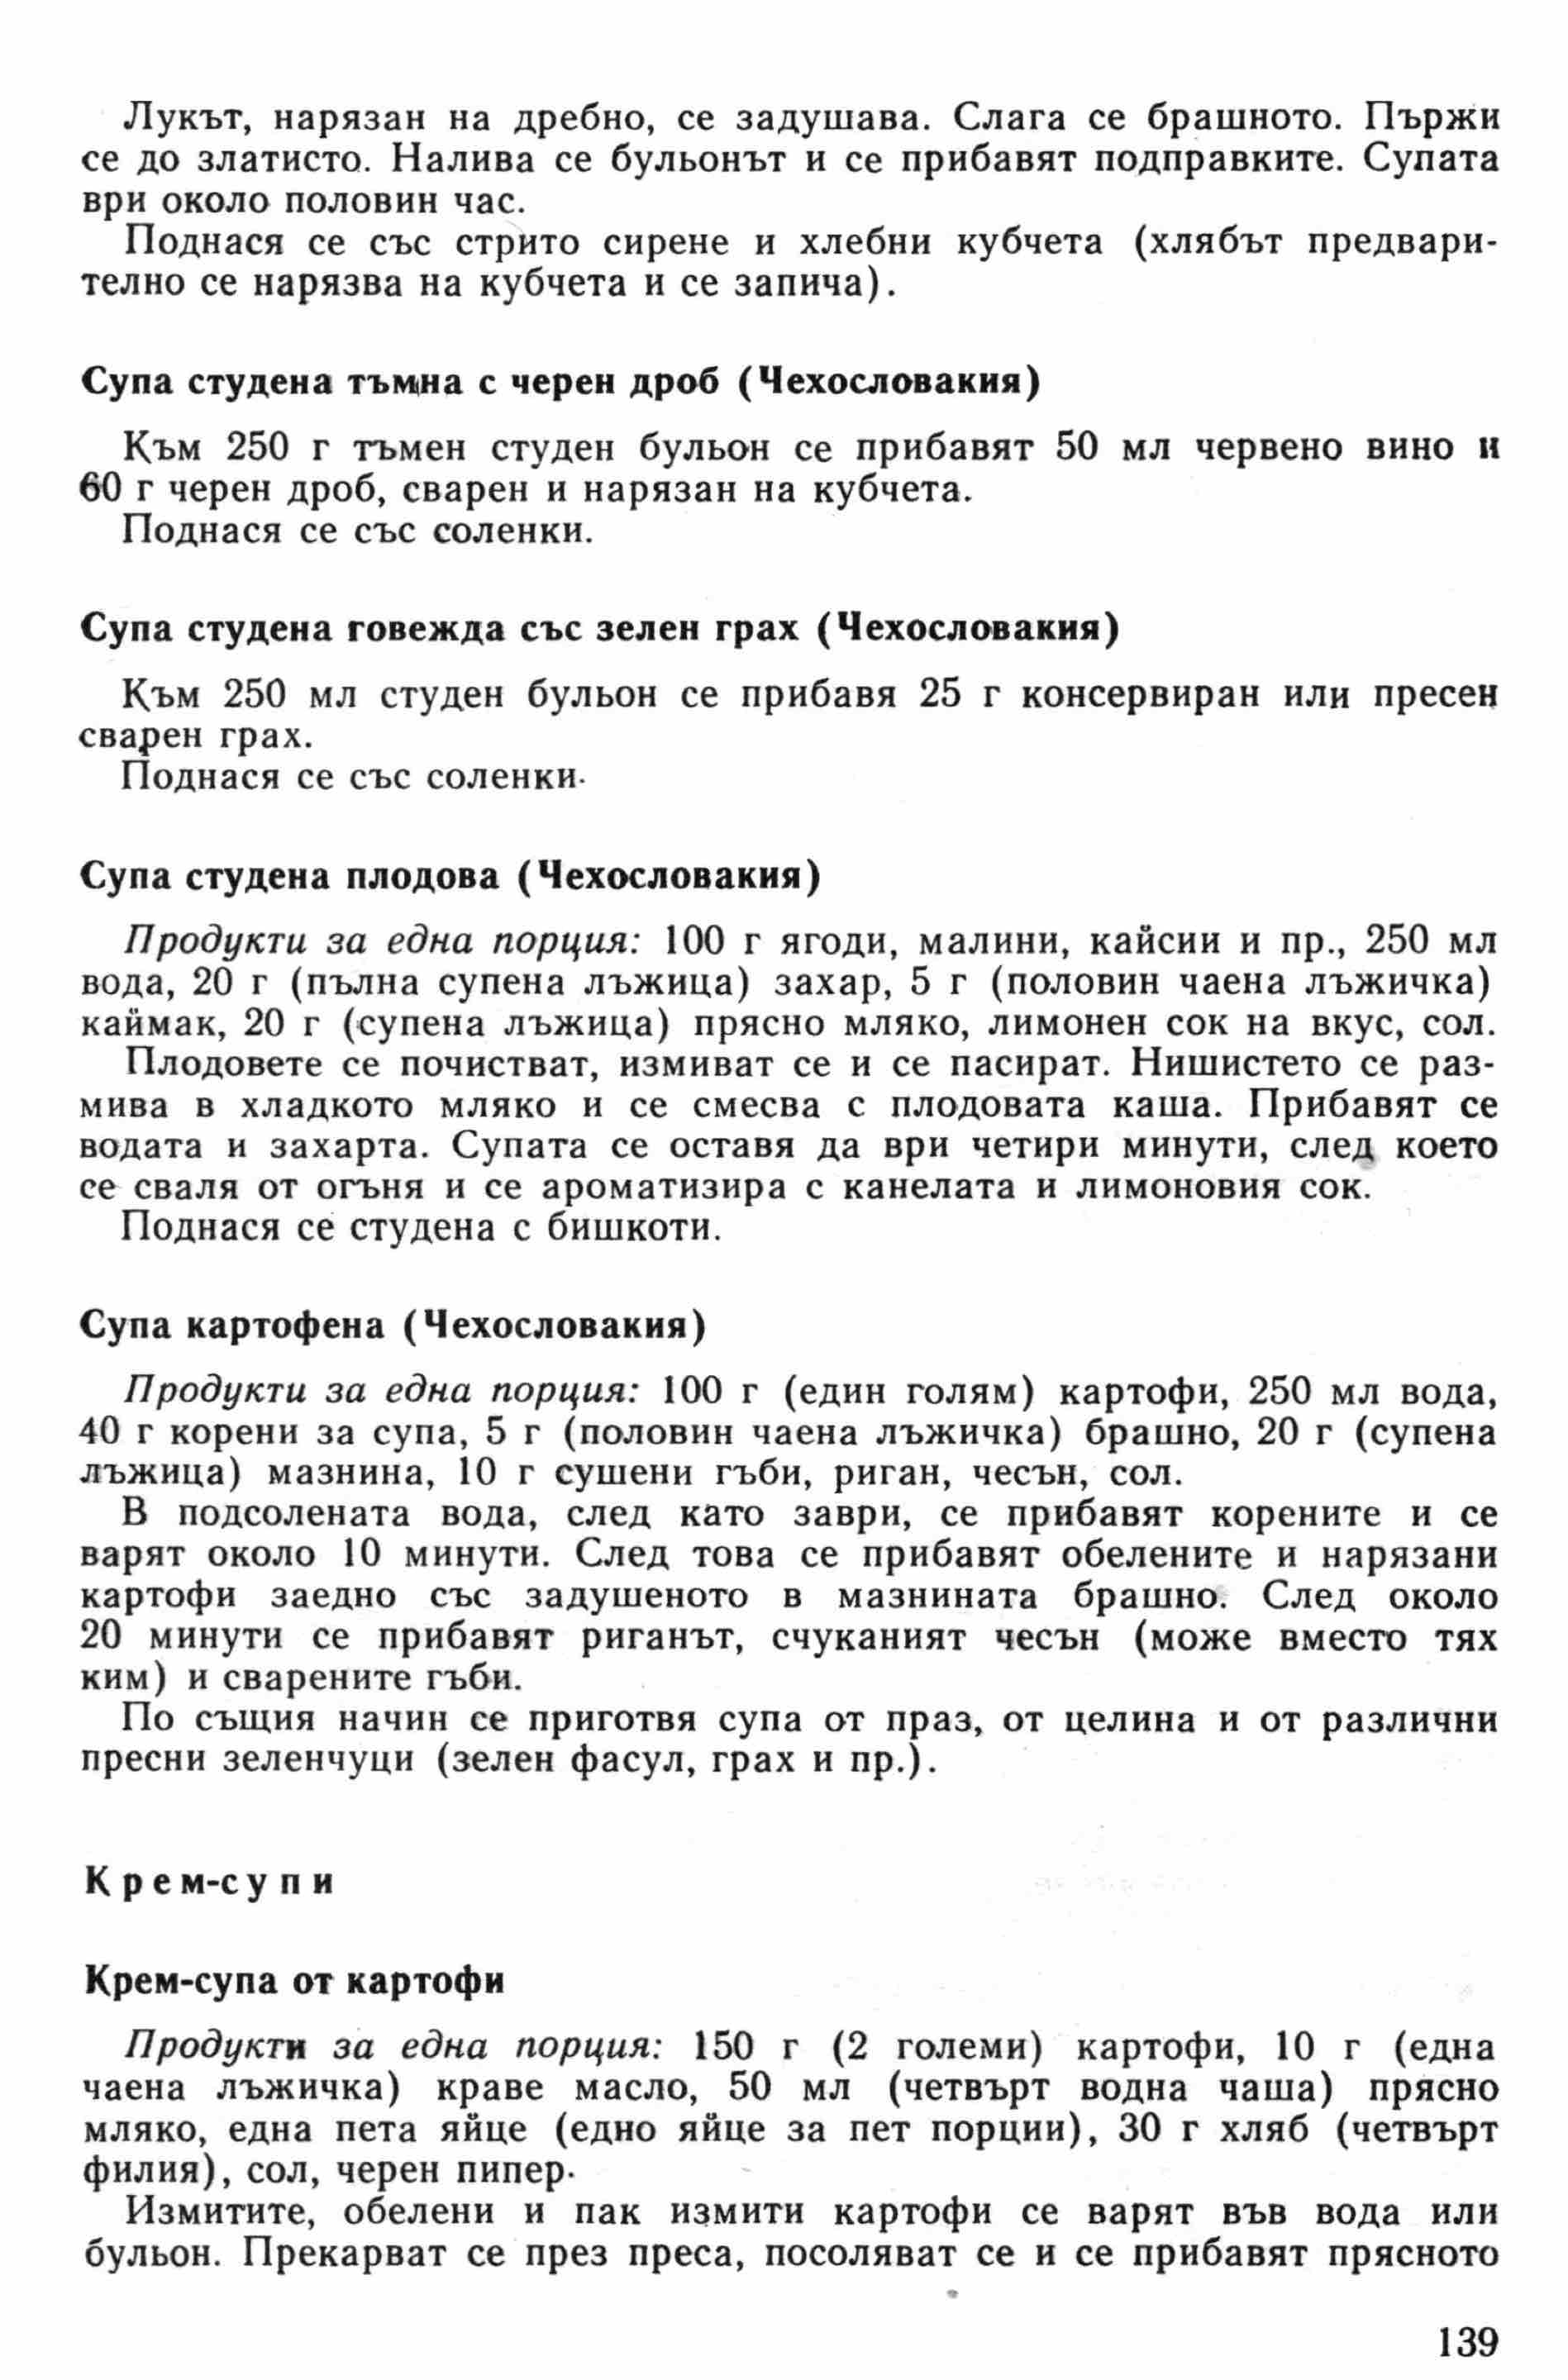 Лукът, нарязан на дребно, се задушава. Слага се брашното. Пържи
се до златисто. Налива се бульонът и се прибавят подправките. Супата
ври около половин час.
Поднася се със стрито сирене и хлебни кубчета (хлябът предвари-
телно се нарязва на кубчета и се запича).
Супа студена тъмна с черен дроб (Чехословакия)
Към 250 г тъмен студен бульон се прибавят 50 мл червено вино и
60 г черен дроб, сварен и нарязан на кубчета.
Поднася се със соленки.
Супа студена говежда със зелен грах (Чехословакия)
Към 250 мл студен бульон се прибавя 25 г консервиран или пресен
сварен грах.
Поднася се със соленки.
Супа студена плодова (Чехословакия)
Продукти за една порция: 100 г ягоди, малини, кайсии и пр., 250 мл
вода, 20 г (пълна супена лъжица) захар, 5 г (половин чаена лъжичка)
каймак, 20 г (супена лъжица) прясно мляко, лимонен сок на вкус, сол.
Плодовете се почистват, измиват се и се пасират. Нишистето се раз-
мива в хладкото мляко и се смесва с плодовата каша. Прибавят се
водата и захарта. Супата се оставя да ври четири минути, след което
се сваля от огъня и се ароматизира с канелата и лимоновия сок.
Поднася се студена с бишкоти.
Супа картофена (Чехословакия)
Продукти за една порция: 100 г (един голям) картофи, 250 мл вода,
40 г корени за супа, 5 г (половин чаена лъжичка) брашно, 20 г (супена
лъжица) мазнина, 10 г сушени гъби, риган, чесън, сол.
В подсолената вода, след като заври, се прибавят корените и се
варят около 10 минути. След това се прибавят обелените и нарязани
картофи заедно със задушеното в мазнината брашно. След около
20 минути се прибавят риганът, счуканият чесън (може вместо тях
ким) и сварените гъби.
По същия начин се приготвя супа от праз, от целина и от различни
пресни зеленчуци (зелен фасул, грах и пр.).
Крем-супи
Крем-супа от картофи
Продукти за една порция: 150 г (2 големи) картофи, 10 г (една
чаена лъжичка) краве масло, 50 мл (четвърт водна чаша) прясно
мляко, една пета яйце (едно яйце за пет порции), 30 г хляб (четвърт
филия), сол, черен пипер.
Измитите, обелени и пак измити картофи се варят във вода или
бульон. Прекарват се през преса, посоляват се и се прибавят прясното
139